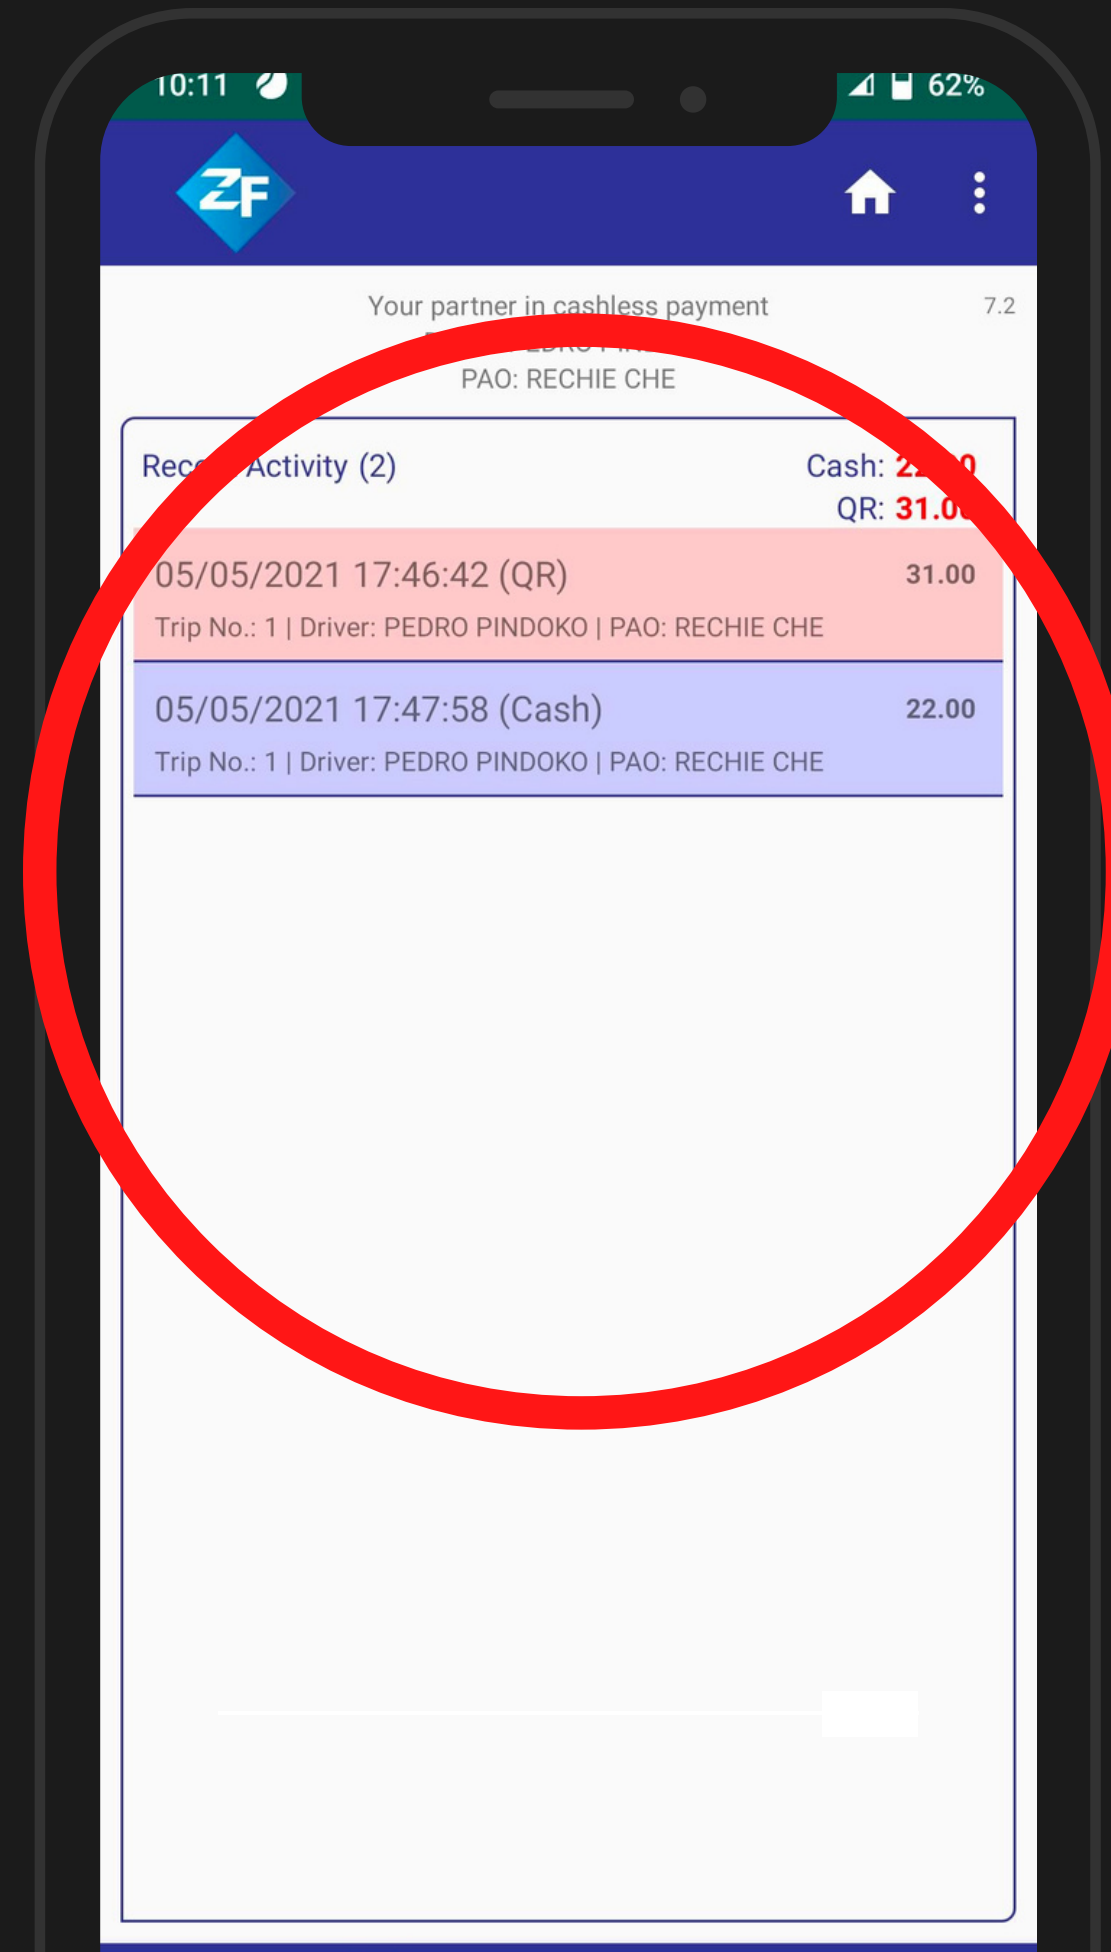 10:11 62%
ZF
Your partner in cashless payment 7.2
PAO: RECHIE CHE
Activity (2) Cash:
QR: 31.00
05/05/2021 17:46:42 (QR) 31.00
Trip No.: 1 | Driver: PEDRO PINDOKO | PAO: RECHIE CHE
05/05/2021 17:47:58 (Cash) 22.00
Trip No.: 1 | Driver: PEDRO PINDOKO | PAO: RECHIE CHE